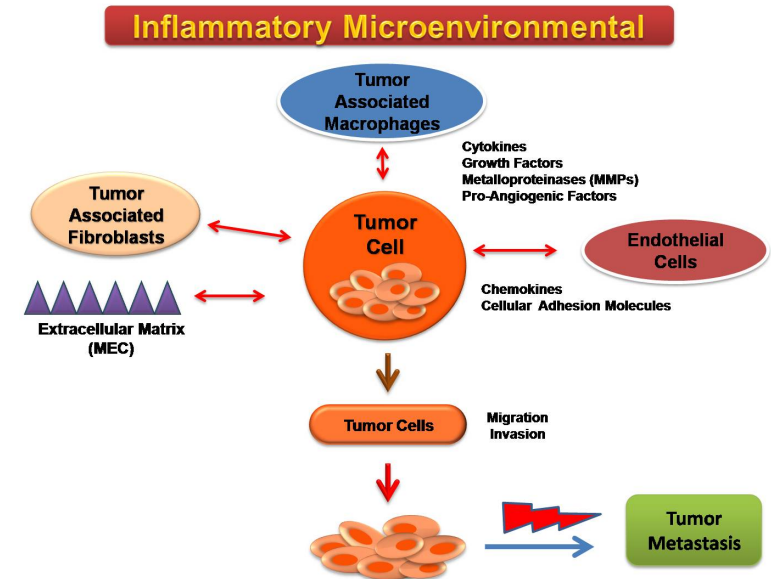 Inflammatory Microenvironmental
Tumor
Associated
Macrophages
Cytokines
Growth Factors
Metalloproteinases (MMPs)
Pro-Angiogenic Factors
Tumor
Associated
Fibroblasts
Tumor
Cell
Endothelial
Cells
Chemokines
Cellular Adhesion Molecules
Extracellular Matrix
(MEC)
Tumor Cells
Migration
Invasion
Tumor
Metastasis